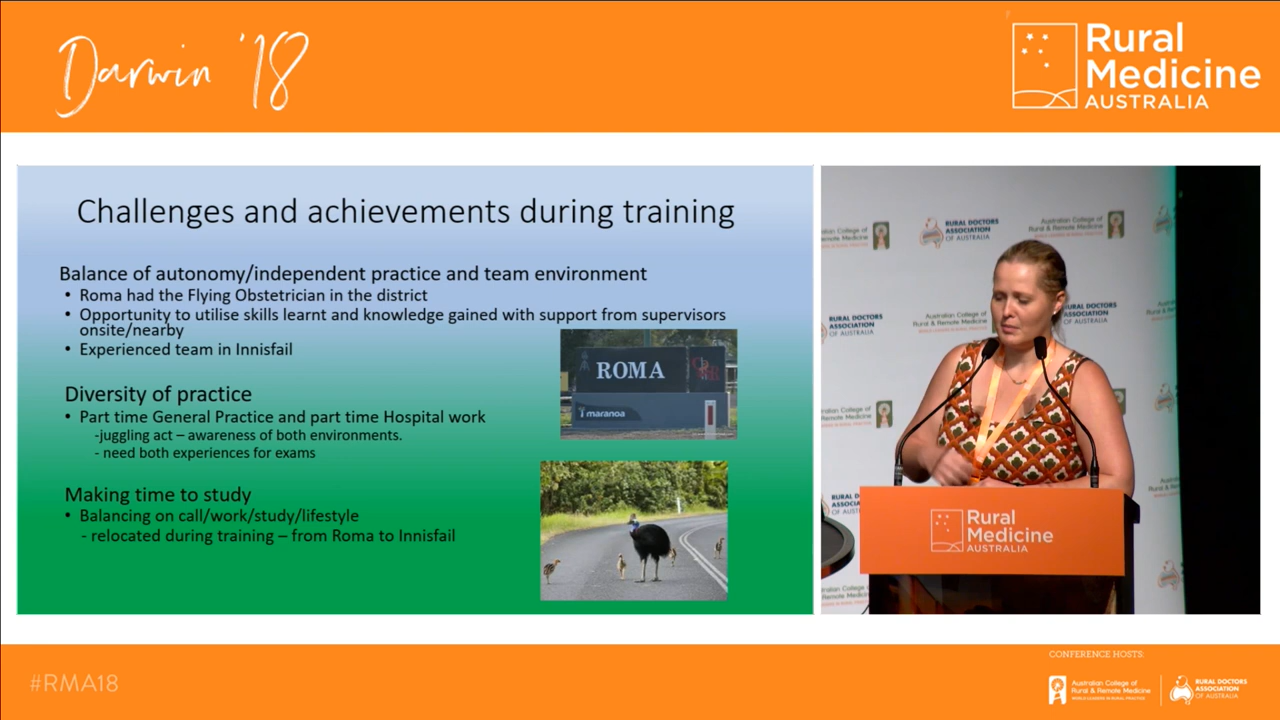 Darwin '18
Rural
Medicine
AUSTRALIA
Challenges and achievements during training
Balance of autonomy/independent practice and team environment
• Roma had the Flying Obstetrician in the district
• Opportunity to utilise skills learnt and knowledge gained with support from supervisors
onsite/nearby
• Experienced team in Innisfail
ROMA
maranoa
Diversity of practice
• Part time General Practice and part time Hospital work
-juggling act – awareness of both environments.
- need both experiences for exams
Making time to study
• Balancing on call/work/study/lifestyle
- relocated during training – from Roma to Innisfail
RURAL DOCTORS
ASSOCIATION
OF AUSTRALIA
Australian College of
Rural & Remote Medicine
Rural
Medicine
AUSTRALIA
#RMA18
CONFERENCE HOSTS:
Australian College of
Rural & Remote Medicine
WORLD LEADERS IN RURAL PRACTICE
RURAL DOCTORS
ASSOCIATION
OF AUSTRALIA